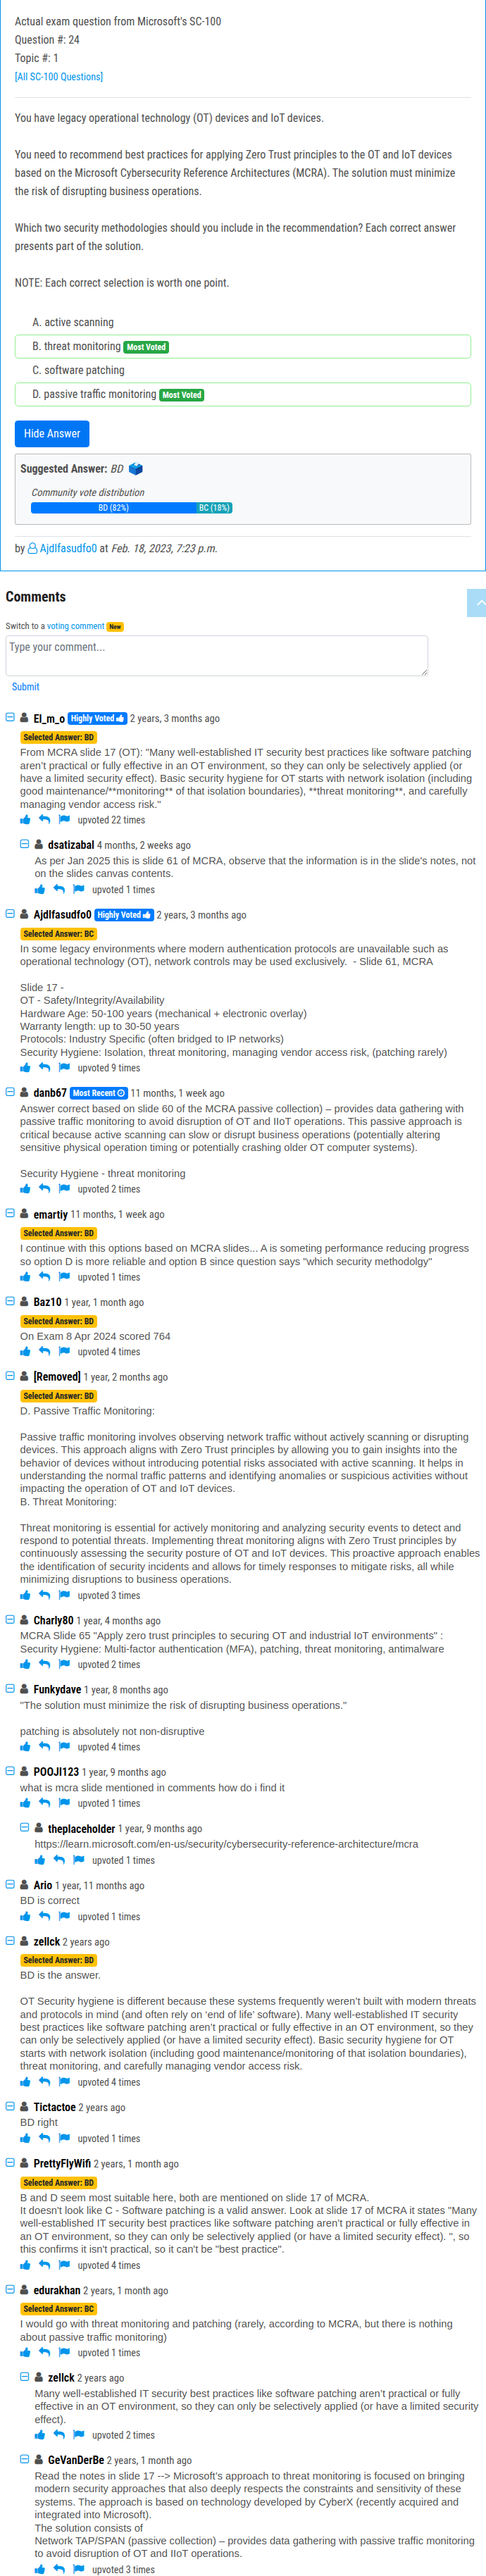 Actual exam question from Microsoft's SC-100
Question #: 24
Topic #: 1
[All SC-100 Questions]
You have legacy operational technology (OT) devices and IoT devices.
You need to recommend best practices for applying Zero Trust principles to the OT and IoT devices
based on the Microsoft Cybersecurity Reference Architectures (MCRA). The solution must minimize
the risk of disrupting business operations.
Which two security methodologies should you include in the recommendation? Each correct answer
presents part of the solution.
NOTE: Each correct selection is worth one point.
A. active scanning
B. threat monitoring Most Voted
C. software patching
D. passive traffic monitoring Most Voted
Hide Answer
Suggested Answer: BD
Community vote distribution
BD (82%) BC (18%)
by AjdIfasudfo0 at Feb. 18, 2023, 7:23 p.m.
Comments
Switch to a voting comment New
Type your comment...
Submit
El_m_o Highly Voted 2 years, 3 months ago
Selected Answer: BD
From MCRA slide 17 (OT): "Many well-established IT security best practices like software patching
aren't practical or fully effective in an OT environment, so they can only be selectively applied (or
have a limited security effect). Basic security hygiene for OT starts with network isolation (including
good maintenance/**monitoring** of that isolation boundaries), **threat monitoring**, and carefully
managing vendor access risk."
upvoted 22 times
dsatizabal 4 months, 2 weeks ago
As per Jan 2025 this is slide 61 of MCRA, observe that the information is in the slide's notes, not
on the slides canvas contents.
upvoted 1 times
AjdIfasudfo0 Highly Voted 2 years, 3 months ago
Selected Answer: BC
In some legacy environments where modern authentication protocols are unavailable such as
operational technology (OT), network controls may be used exclusively. - Slide 61, MCRA
Slide 17 -
OT - Safety/Integrity/Availability
Hardware Age: 50-100 years (mechanical + electronic overlay)
Warranty length: up to 30-50 years
Protocols: Industry Specific (often bridged to IP networks)
Security Hygiene: Isolation, threat monitoring, managing vendor access risk, (patching rarely)
upvoted 9 times
danb67 Most Recent 11 months, 1 week ago
Answer correct based on slide 60 of the MCRA passive collection) – provides data gathering with
passive traffic monitoring to avoid disruption of OT and IIoT operations. This passive approach is
critical because active scanning can slow or disrupt business operations (potentially altering
sensitive physical operation timing or potentially crashing older OT computer systems).
Security Hygiene - threat monitoring
upvoted 2 times
emartiy 11 months, 1 week ago
Selected Answer: BD
I continue with this options based on MCRA slides... A is someting performance reducing progress
so option D is more reliable and option B since question says "which security methodolgy"
upvoted 1 times
Baz10 1 year, 1 month ago
Selected Answer: BD
On Exam 8 Apr 2024 scored 764
upvoted 4 times
[Removed] 1 year, 2 months ago
Selected Answer: BD
D. Passive Traffic Monitoring:
Passive traffic monitoring involves observing network traffic without actively scanning or disrupting
devices. This approach aligns with Zero Trust principles by allowing you to gain insights into the
behavior of devices without introducing potential risks associated with active scanning. It helps in
understanding the normal traffic patterns and identifying anomalies or suspicious activities without
impacting the operation of OT and IoT devices.
B. Threat Monitoring:
Threat monitoring is essential for actively monitoring and analyzing security events to detect and
respond to potential threats. Implementing threat monitoring aligns with Zero Trust principles by
continuously assessing the security posture of OT and IoT devices. This proactive approach enables
the identification of security incidents and allows for timely responses to mitigate risks, all while
minimizing disruptions to business operations.
upvoted 3 times
Charly80 1 year, 4 months ago
MCRA Slide 65 "Apply zero trust principles to securing OT and industrial IoT environments" :
Security Hygiene: Multi-factor authentication (MFA), patching, threat monitoring, antimalware
upvoted 2 times
Funkydave 1 year, 8 months ago
"The solution must minimize the risk of disrupting business operations."
patching is absolutely not non-disruptive
upvoted 4 times
POOJI123 1 year, 9 months ago
what is mcra slide mentioned in comments how do i find it
upvoted 1 times
theplaceholder 1 year, 9 months ago
https://learn.microsoft.com/en-us/security/cybersecurity-reference-architecture/mcra
upvoted 1 times
Ario 1 year, 11 months ago
BD is correct
upvoted 1 times
zellck 2 years ago
Selected Answer: BD
BD is the answer.
OT Security hygiene is different because these systems frequently weren't built with modern threats
and protocols in mind (and often rely on 'end of life' software). Many well-established IT security
best practices like software patching aren't practical or fully effective in an OT environment, so they
can only be selectively applied (or have a limited security effect). Basic security hygiene for OT
starts with network isolation (including good maintenance/monitoring of that isolation boundaries),
threat monitoring, and carefully managing vendor access risk.
upvoted 4 times
Tictactoe 2 years ago
BD right
upvoted 1 times
PrettyFlyWifi 2 years, 1 month ago
Selected Answer: BD
B and D seem most suitable here, both are mentioned on slide 17 of MCRA.
It doesn't look like C - Software patching is a valid answer. Look at slide 17 of MCRA it states "Many
well-established IT security best practices like software patching aren't practical or fully effective in
an OT environment, so they can only be selectively applied (or have a limited security effect). ", so
this confirms it isn't practical, so it can't be "best practice".
upvoted 4 times
edurakhan 2 years, 1 month ago
Selected Answer: BC
I would go with threat monitoring and patching (rarely, according to MCRA, but there is nothing
about passive traffic monitoring)
upvoted 1 times
zellck 2 years ago
Many well-established IT security best practices like software patching aren't practical or fully
effective in an OT environment, so they can only be selectively applied (or have a limited security
effect).
upvoted 2 times
GeVanDerBe 2 years, 1 month ago
Read the notes in slide 17 --> Microsoft's approach to threat monitoring is focused on bringing
modern security approaches that also deeply respects the constraints and sensitivity of these
systems. The approach is based on technology developed by CyberX (recently acquired and
integrated into Microsoft).
The solution consists of
Network TAP/SPAN (passive collection) – provides data gathering with passive traffic monitoring
to avoid disruption of OT and IIoT operations.
upvoted 3 times